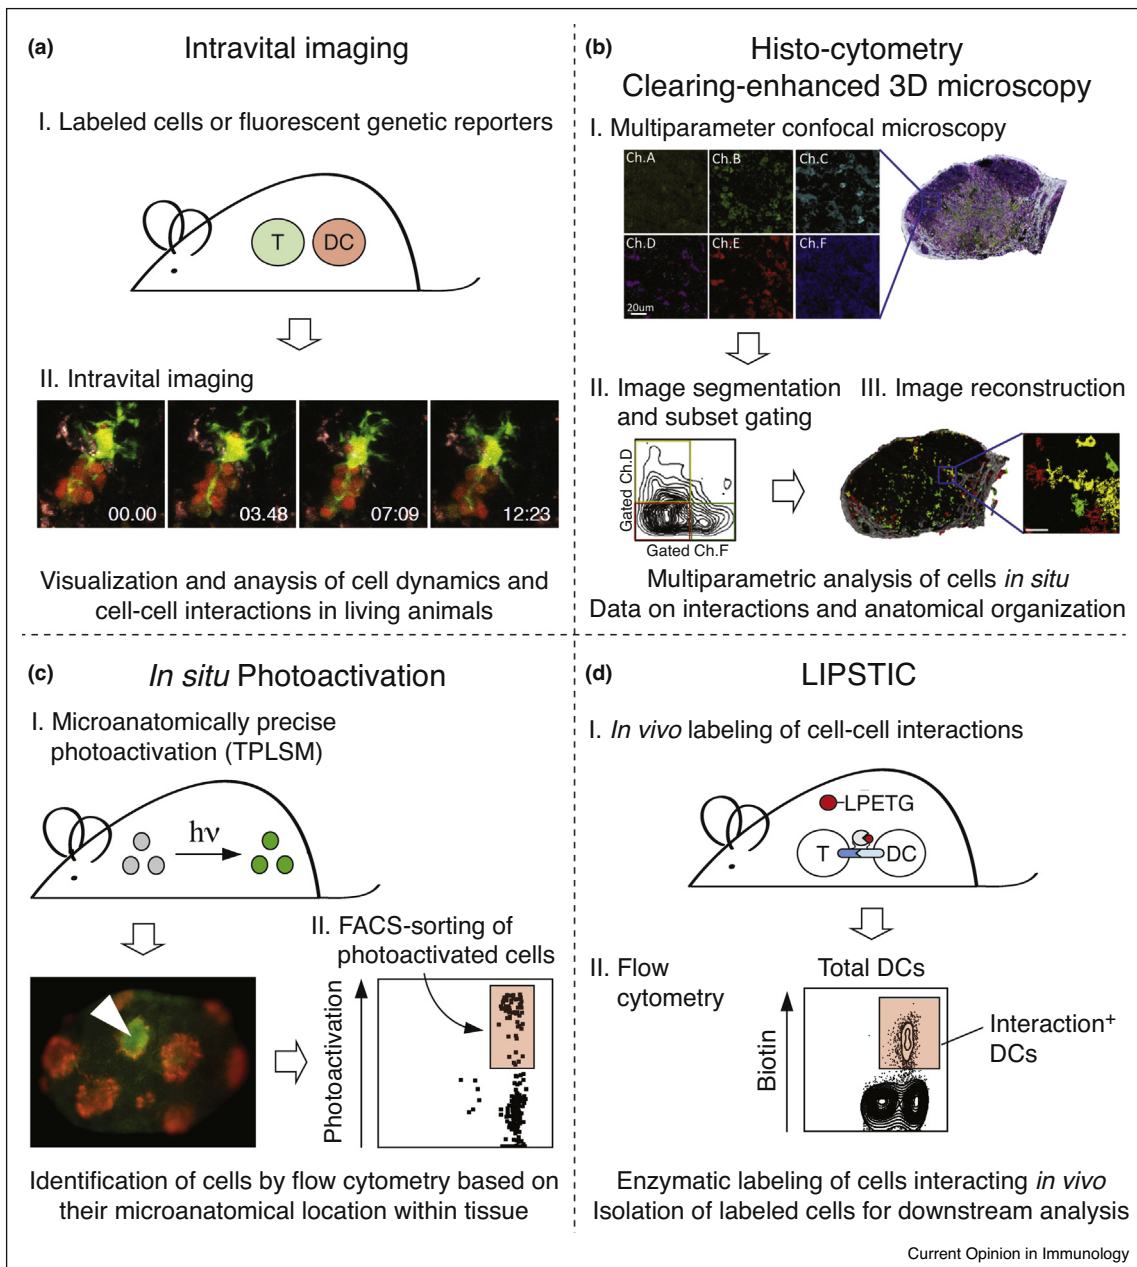 (a) Intravital imaging
I. Labeled cells or fluorescent genetic reporters
T DC
II. Intravital imaging
00.00 03.48 07:09 12:23
Visualization and anaysis of cell dynamics and
cell-cell interactions in living animals
(b) Histo-cytometry
Clearing-enhanced 3D microscopy
I. Multiparameter confocal microscopy
Ch.A Ch.B Ch.C
Ch.D Ch.E Ch.F
20um
II. Image segmentation
and subset gating
III. Image reconstruction
Gated Ch.D
Gated Ch.F
Multiparametric analysis of cells in situ
Data on interactions and anatomical organization
(c) In situ Photoactivation
I. Microanatomically precise
photoactivation (TPLSM)
hν
II. FACS-sorting of
photoactivated cells
Photoactivation
Identification of cells by flow cytometry based on
their microanatomical location within tissue
(d) LIPSTIC
I. In vivo labeling of cell-cell interactions
LPETG
T DC
II. Flow
cytometry
Total DCs
Biotin
Interaction+
DCs
Enzymatic labeling of cells interacting in vivo
Isolation of labeled cells for downstream analysis
Current Opinion in Immunology